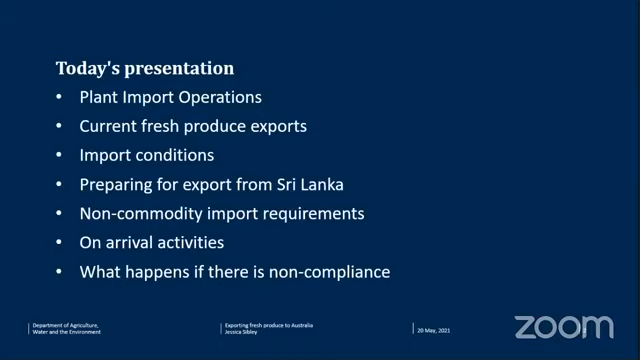 Today's presentation
• Plant Import Operations
• Current fresh produce exports
• Import conditions
• Preparing for export from Sri Lanka
• Non-commodity import requirements
• On arrival activities
• What happens if there is non-compliance
Department of Agriculture,
Water and the Environment
Exporting fresh produce to Australia
Jessica Sibley
20 May, 2021
zoom